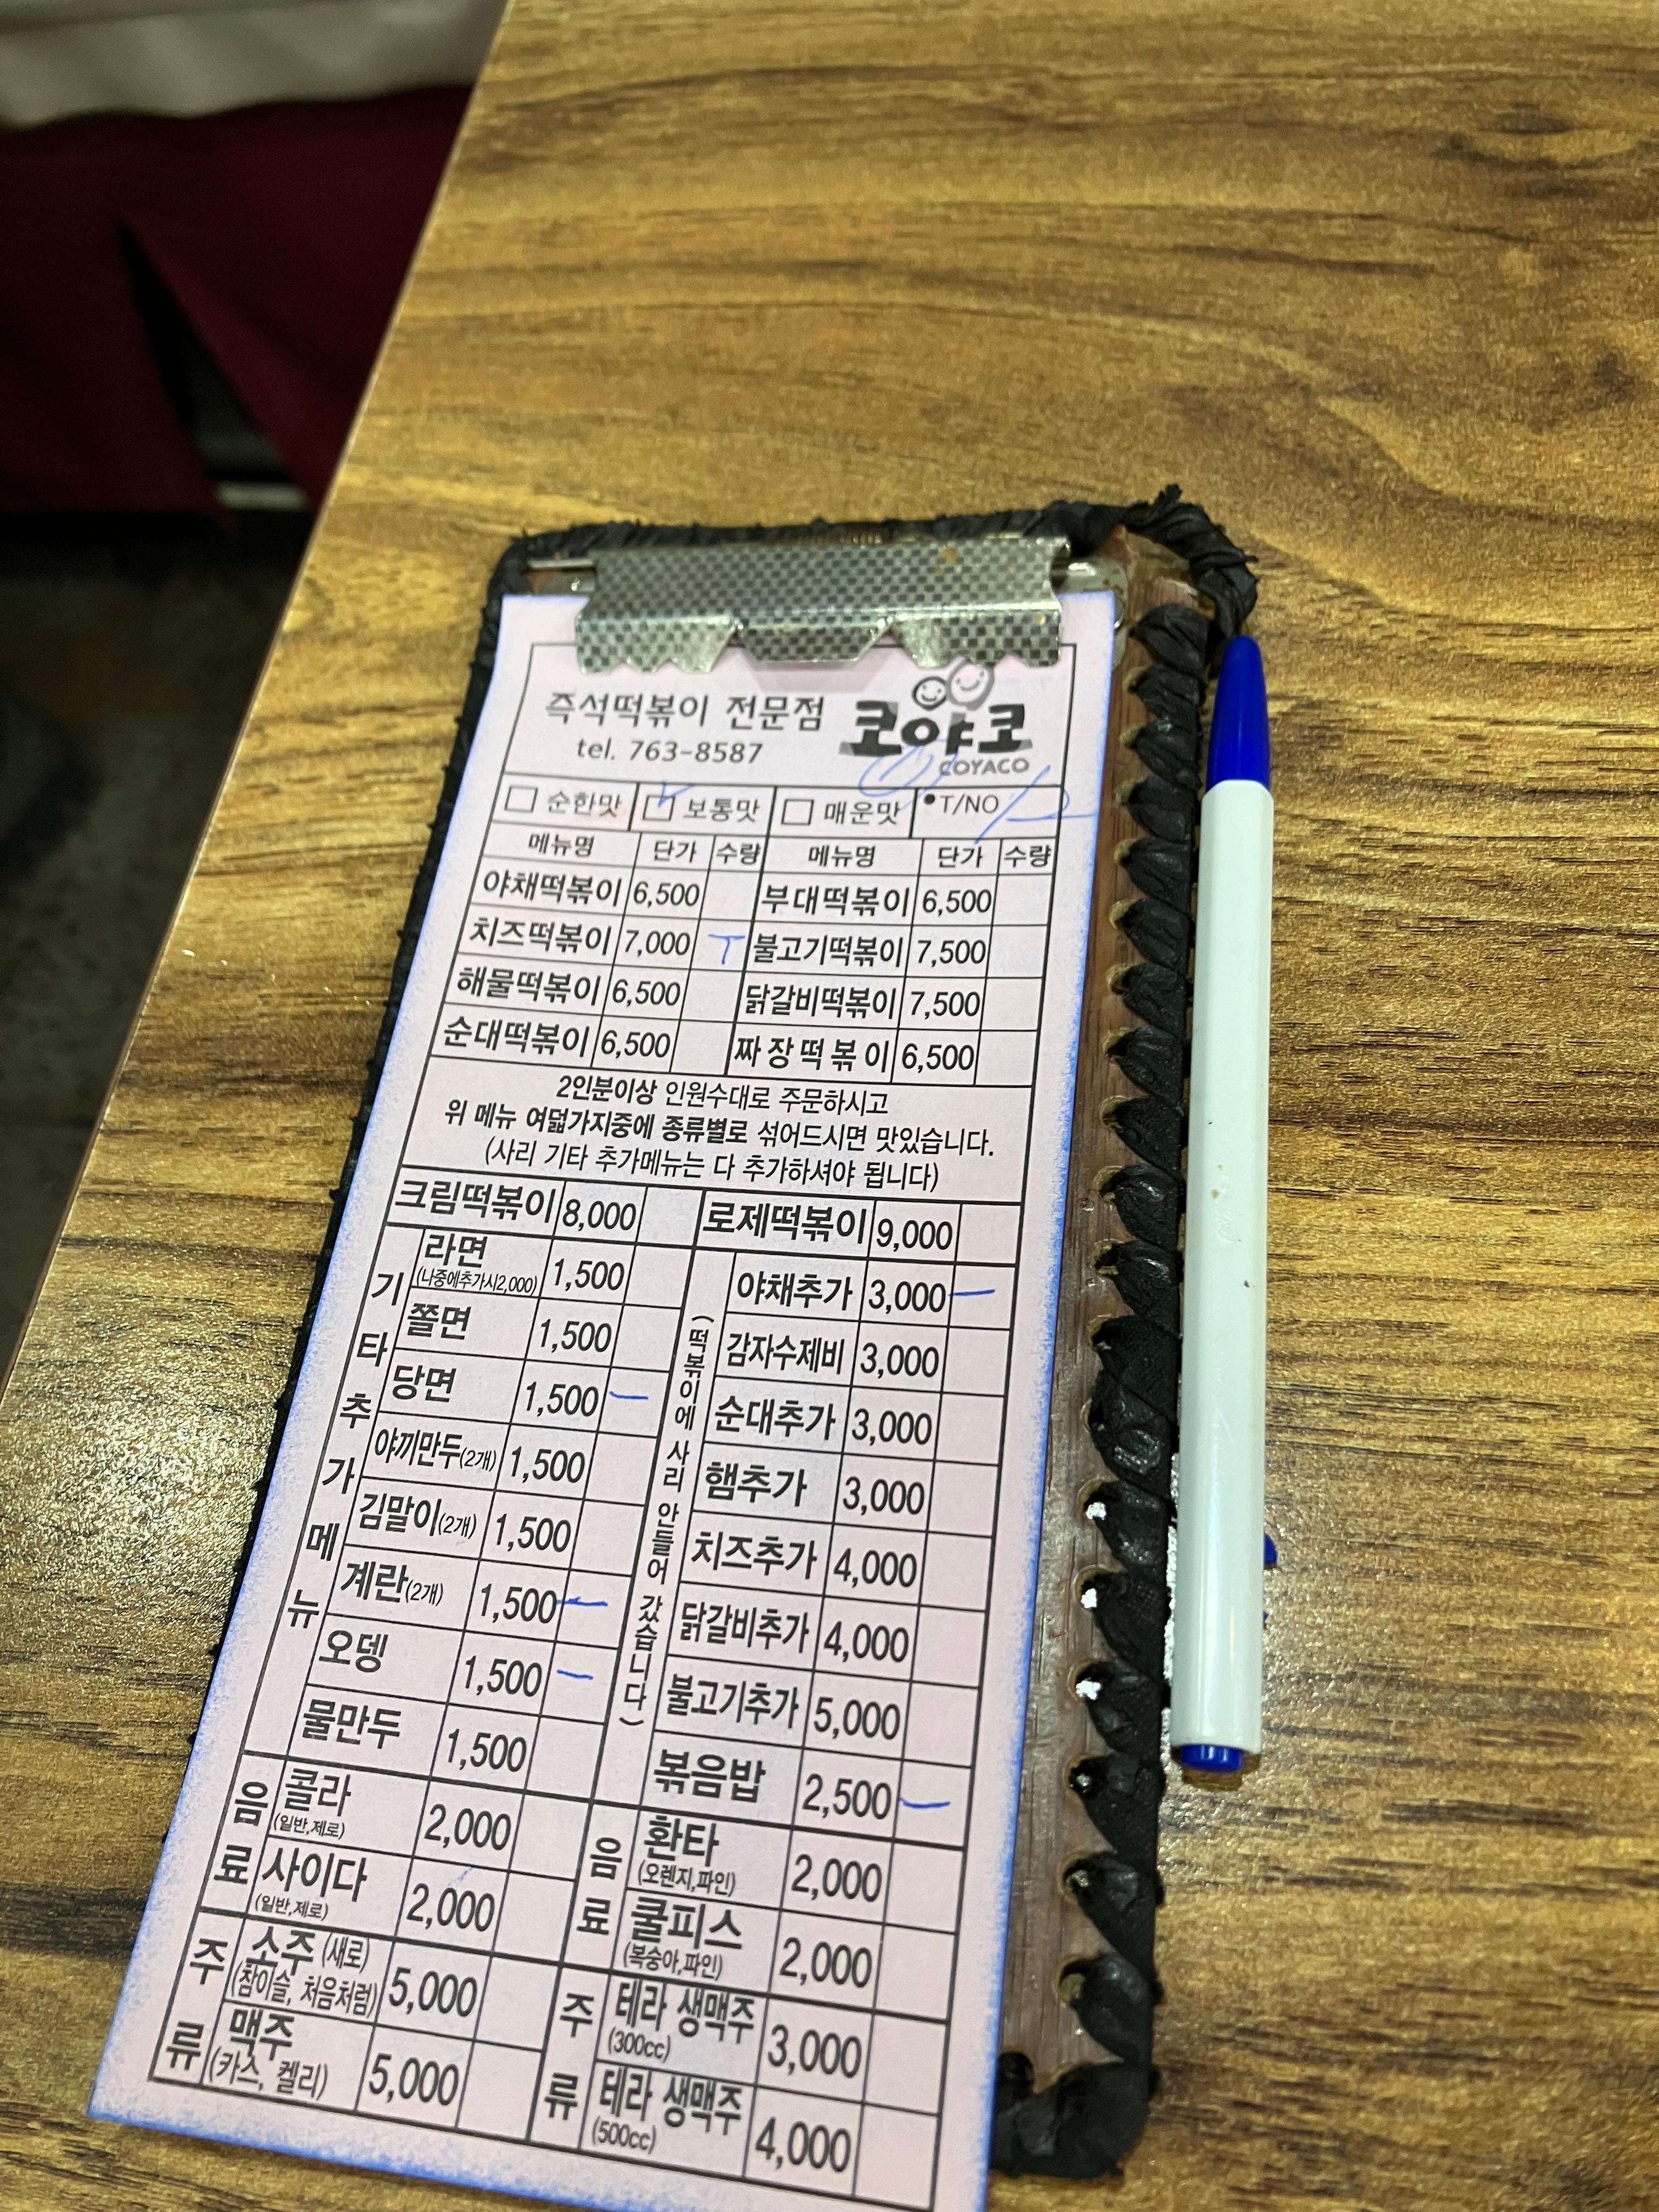 즉석떡볶이 전문점 코야코
tel. 763-8587 COYACO
순한맛 보통맛 매운맛 •T/NO
메뉴명 단가 수량 메뉴명 단가 수량
야채떡볶이 6,500 부대떡볶이 6,500
치즈떡볶이 7,000 T 불고기떡볶이 7,500
해물떡볶이 6,500 닭갈비떡볶이 7,500
순대떡볶이 6,500 짜장떡볶이 6,500
2인분이상 인원수대로 주문하시고
위 메뉴 여덟가지중에 종류별로 섞어드시면 맛있습니다.
(사리 기타 추가메뉴는 다 추가하셔야 됩니다)
크림떡볶이 8,000 로제떡볶이 9,000
기타추가메뉴
라면 1,500
(나중에추가시2,000)
쫄면 1,500
당면 1,500 一
야끼만두(2개) 1,500
김말이(2개) 1,500
계란(2개) 1,500 一
오뎅 1,500 一
물만두 1,500
(떡볶이에 사리 안들어 갔습니다)
야채추가 3,000 一
감자수제비 3,000
순대추가 3,000
햄추가 3,000
치즈추가 4,000
닭갈비추가 4,000
불고기추가 5,000
볶음밥 2,500 一
음료
콜라 2,000
(일반,제로)
사이다 2,000
(일반,제로)
음료
환타 2,000
(오렌지,파인)
쿨피스 2,000
(복숭아,파인)
주류
소주 (새로) 5,000
(참이슬, 처음처럼)
맥주 5,000
(카스, 켈리)
주류
테라 생맥주 3,000
(300cc)
테라 생맥주 4,000
(500cc)